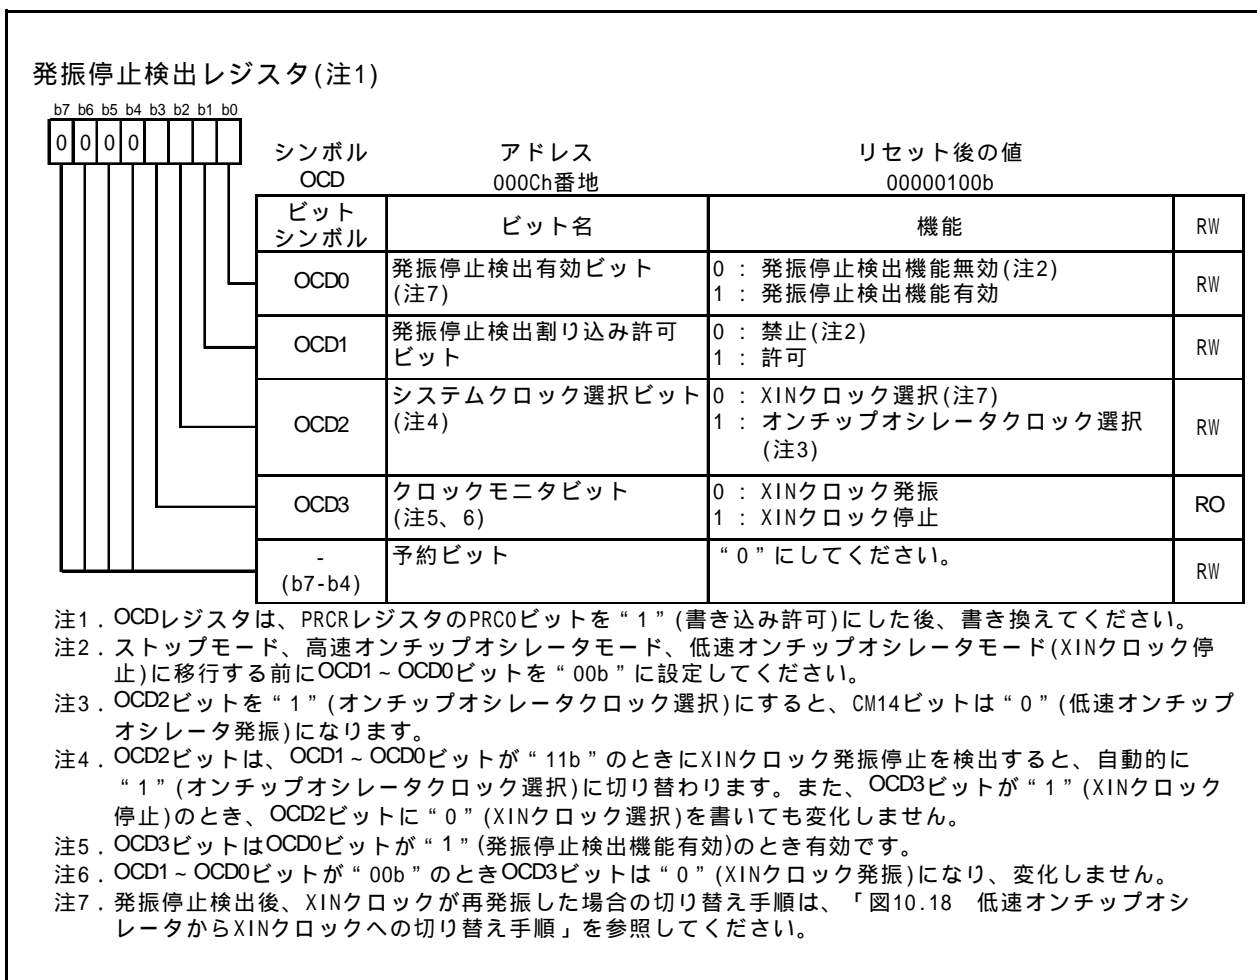 発振停止検出レジスタ(注1)
b7 b6 b5 b4 b3 b2 b1 b0
0 0 0 0
シンボル アドレス リセット後の値
OCD 000Ch番地 00000100b
ビット
シンボル
ビット名
機能
RW
OCD0
発振停止検出有効ビット
(注7)
0 : 発振停止検出機能無効(注2)
1 : 発振停止検出機能有効
RW
OCD1
発振停止検出割り込み許可
ビット
0 : 禁止(注2)
1 : 許可
RW
OCD2
システムクロック選択ビット
(注4)
0 : XINクロック選択(注7)
1 : オンチップオシレータクロック選択
(注3)
RW
OCD3
クロックモニタビット
(注5、6)
0 : XINクロック発振
1 : XINクロック停止
RO
-
(b7-b4)
予約ビット
“0”にしてください。
RW
注1．OCDレジスタは、PRCRレジスタのPRC0ビットを“1”(書き込み許可)にした後、書き換えてください。
注2．ストップモード、高速オンチップオシレータモード、低速オンチップオシレータモード(XINクロック停
止)に移行する前にOCD1~OCD0ビットを“00b”に設定してください。
注3．OCD2ビットを“1”(オンチップオシレータクロック選択)にすると、CM14ビットは“0”(低速オンチップ
オシレータ発振)になります。
注4．OCD2ビットは、OCD1~OCD0ビットが“11b”のときにXINクロック発振停止を検出すると、自動的に
“1”(オンチップオシレータクロック選択)に切り替わります。また、OCD3ビットが“1”(XINクロック
停止)のとき、OCD2ビットに“0”(XINクロック選択)を書いても変化しません。
注5．OCD3ビットはOCD0ビットが“1”(発振停止検出機能有効)のとき有効です。
注6．OCD1~OCD0ビットが“00b”のときOCD3ビットは“0”(XINクロック発振)になり、変化しません。
注7．発振停止検出後、XINクロックが再発振した場合の切り替え手順は、「図10.18 低速オンチップオシ
レータからXINクロックへの切り替え手順」を参照してください。